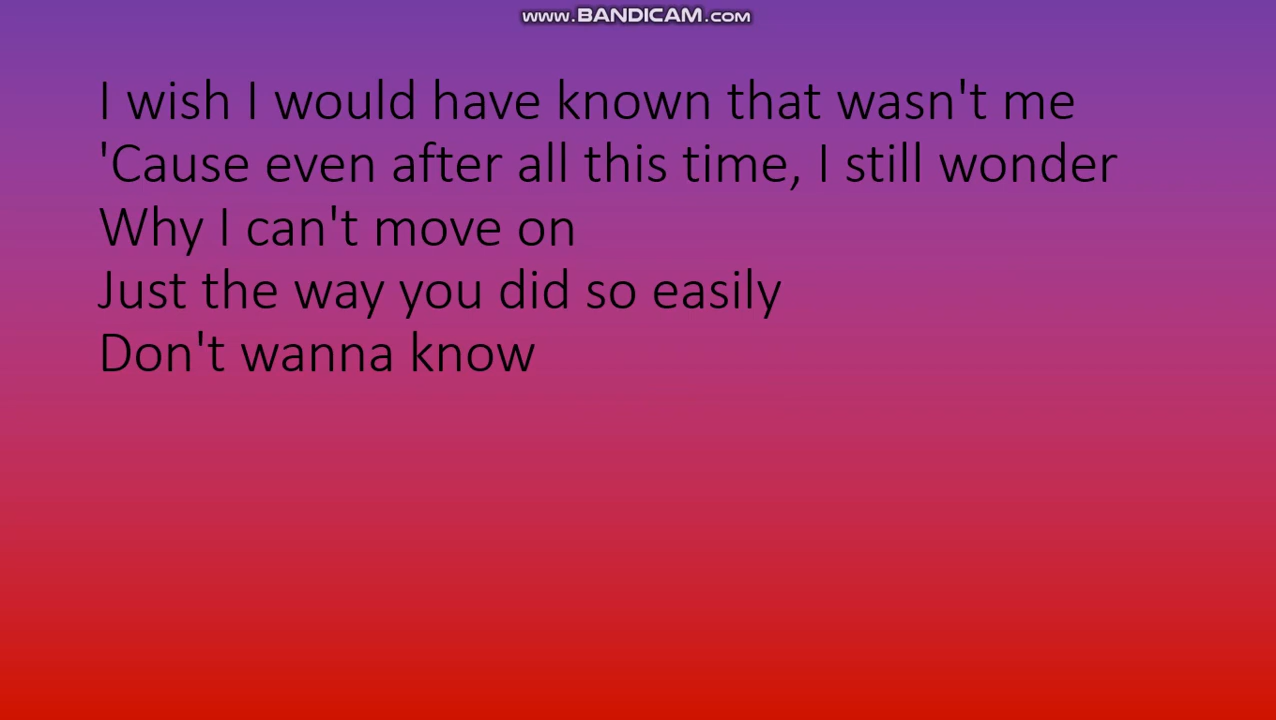 www.BANDICAM.com
I wish I would have known that wasn't me
'Cause even after all this time, I still wonder
Why I can't move on
Just the way you did so easily
Don't wanna know